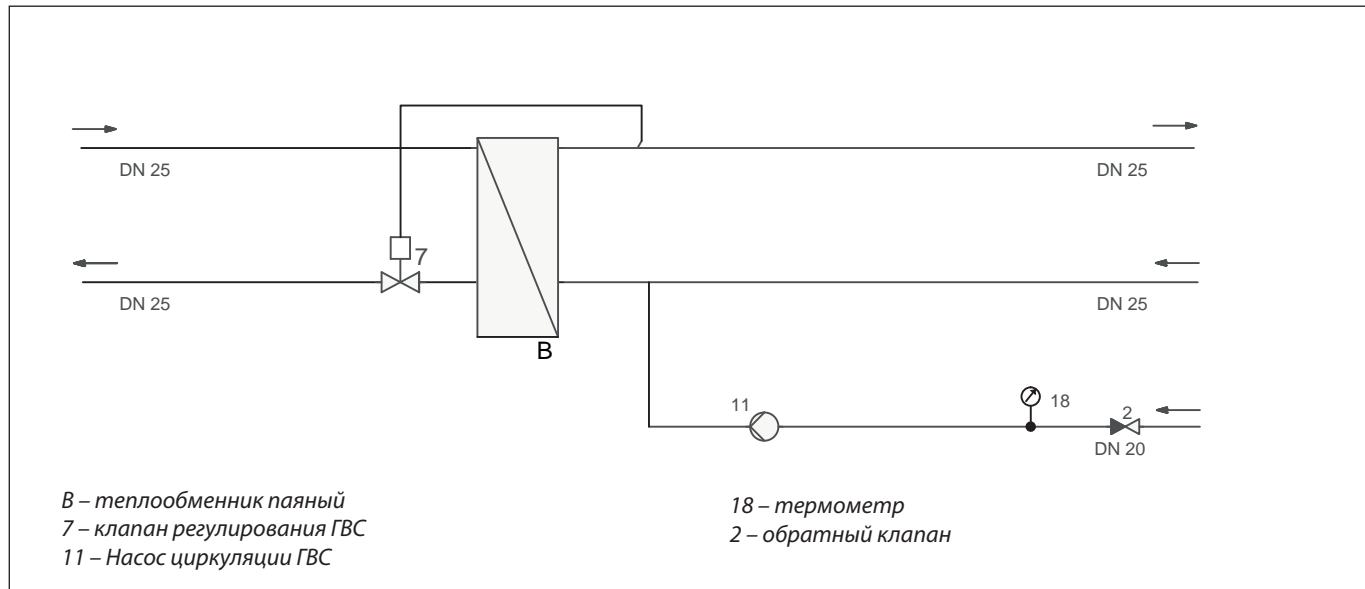 DN 25
DN 25
7
DN 25
DN 25
B
11
18
2
DN 20
В – теплообменник паяный
7 – клапан регулирования ГВС
11 – Насос циркуляции ГВС
18 – термометр
2 – обратный клапан